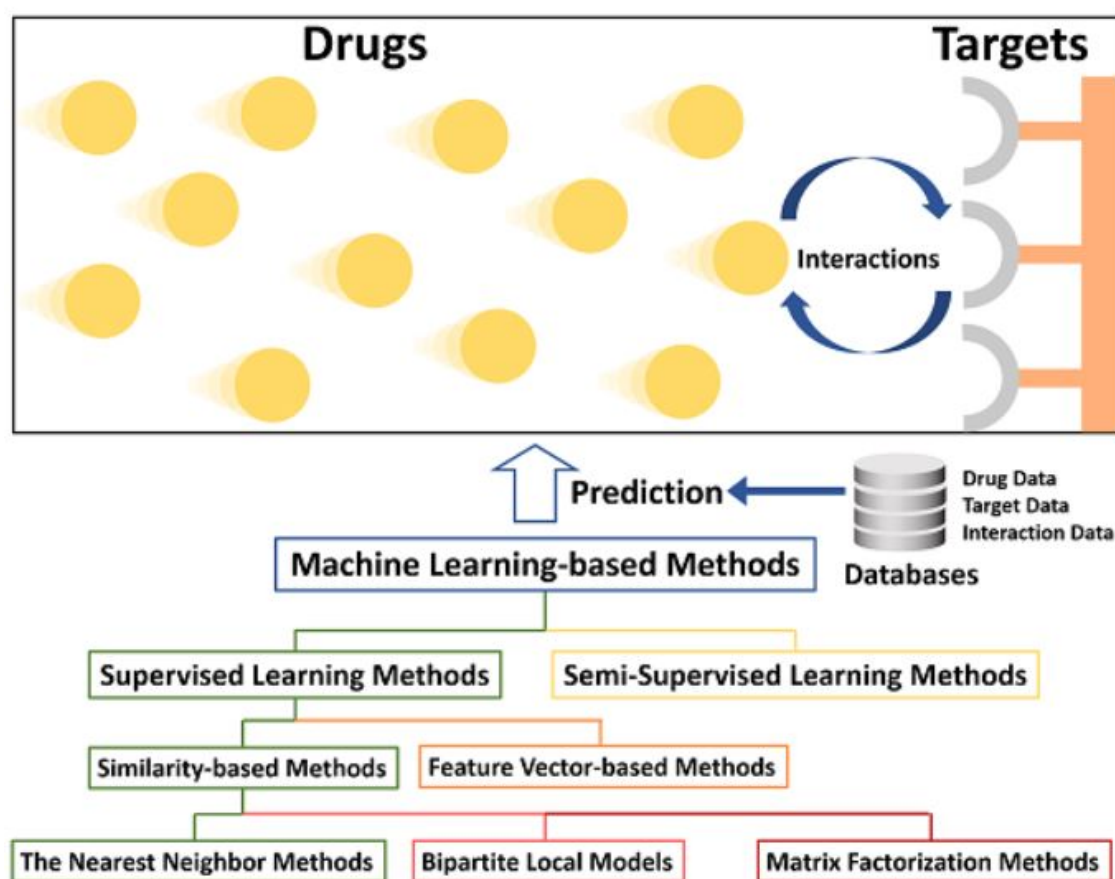 Drugs
Targets
Interactions
Prediction
Drug Data
Target Data
Interaction Data
Databases
Machine Learning-based Methods
Supervised Learning Methods
Semi-Supervised Learning Methods
Similarity-based Methods
Feature Vector-based Methods
The Nearest Neighbor Methods
Bipartite Local Models
Matrix Factorization Methods